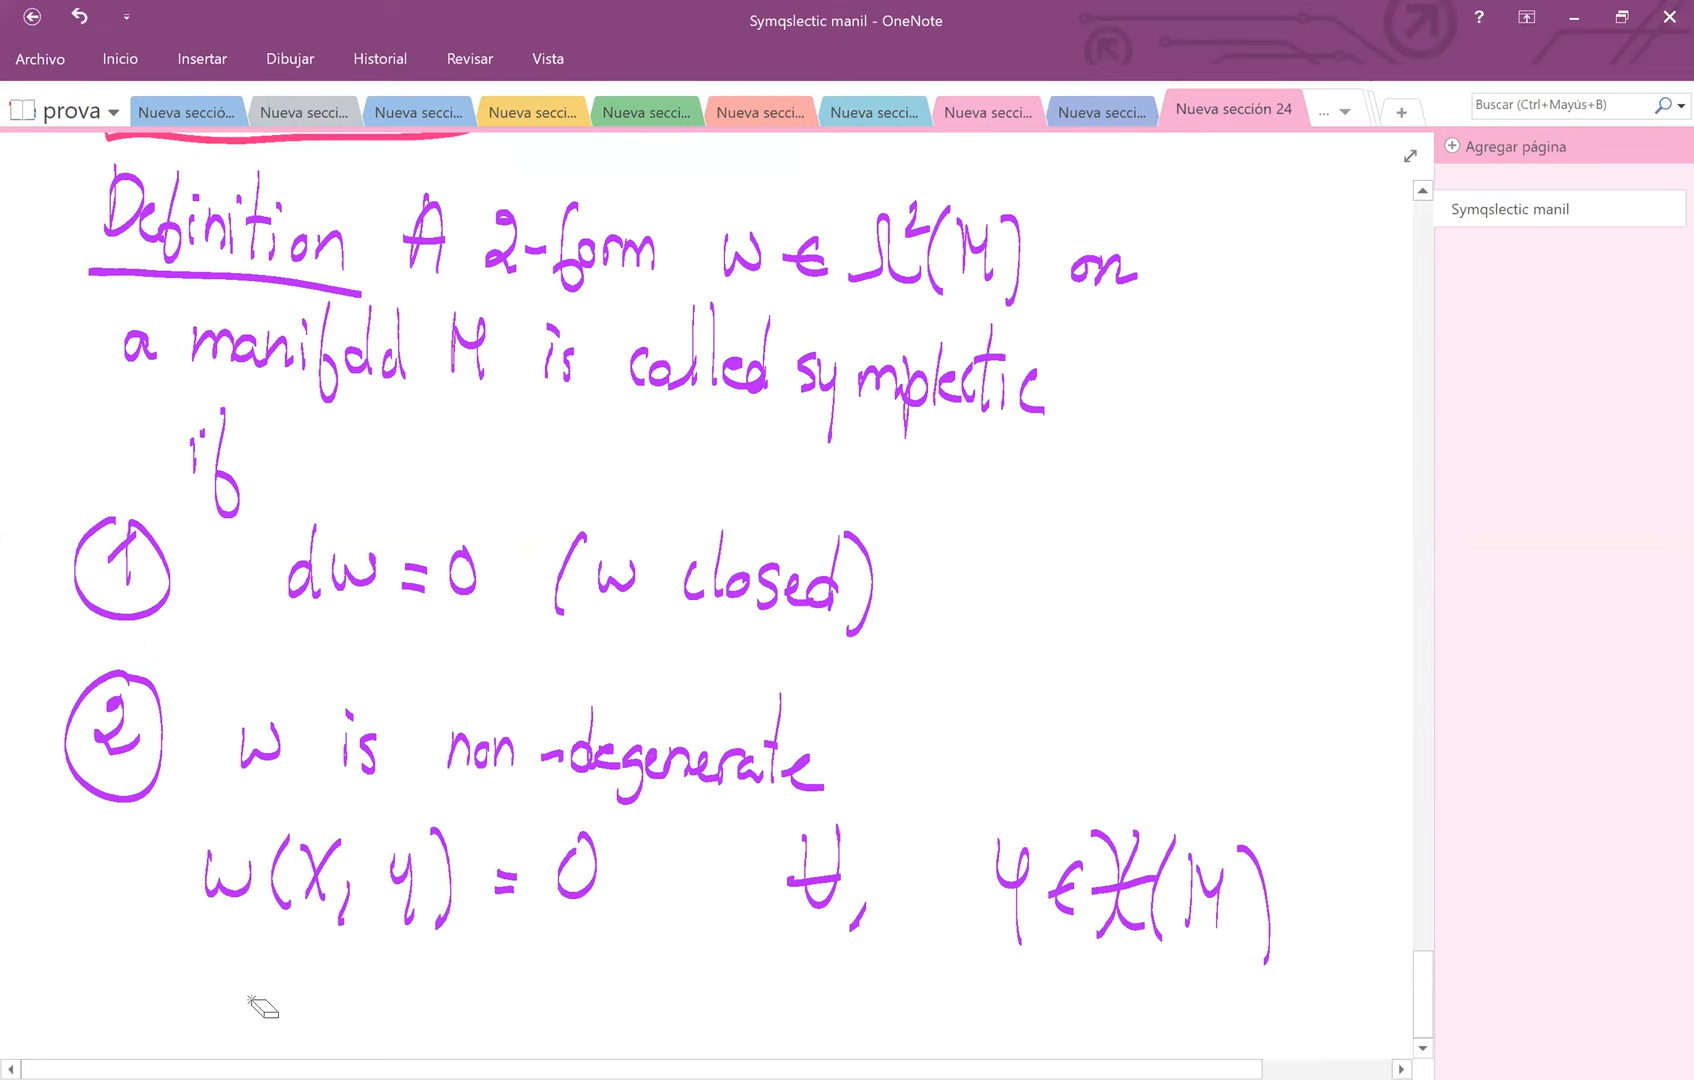 Symqslectic manil - OneNote
Archivo Inicio Insertar Dibujar Historial Revisar Vista
prova Nueva secció... Nueva secci... Nueva secci... Nueva secci... Nueva secci... Nueva secci... Nueva secci... Nueva secci... Nueva secci... Nueva sección 24 ... + Buscar (Ctrl+Mayús+B)
Agregar página
Symqslectic manil
Definition A 2-form ω ∈ Ω²(M) on
a manifold M is called symplectic
if
① dω = 0 (ω closed)
② ω is non-degenerate
ω(X, Y) = 0 ∀, Y ∈ 𝔛(M)